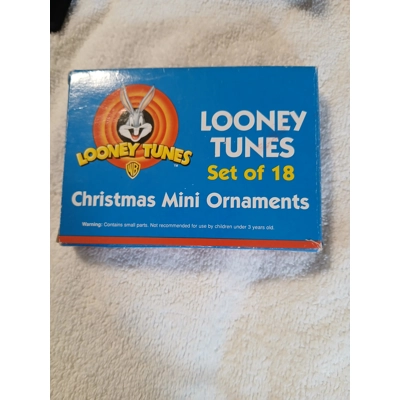 LOONEY TUNES
WB
TM
LOONEY
TUNES
Set of 18
Christmas Mini Ornaments
Warning: Contains small parts. Not recommended for use by children under 3 years old.